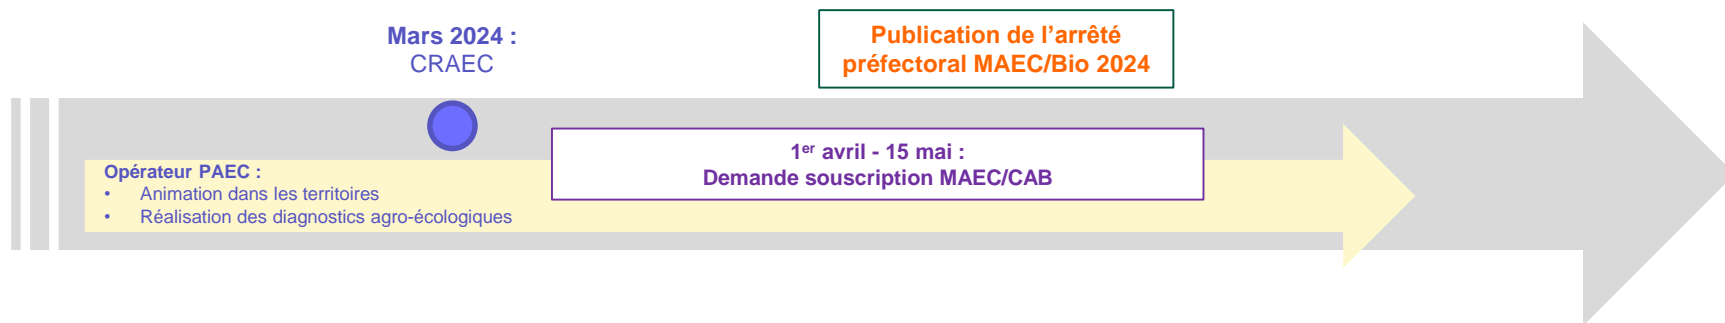 Mars 2024 :
CRAEC
Publication de l’arrêté
préfectoral MAEC/Bio 2024
1er avril - 15 mai :
Demande souscription MAEC/CAB
Opérateur PAEC :
• Animation dans les territoires
• Réalisation des diagnostics agro-écologiques